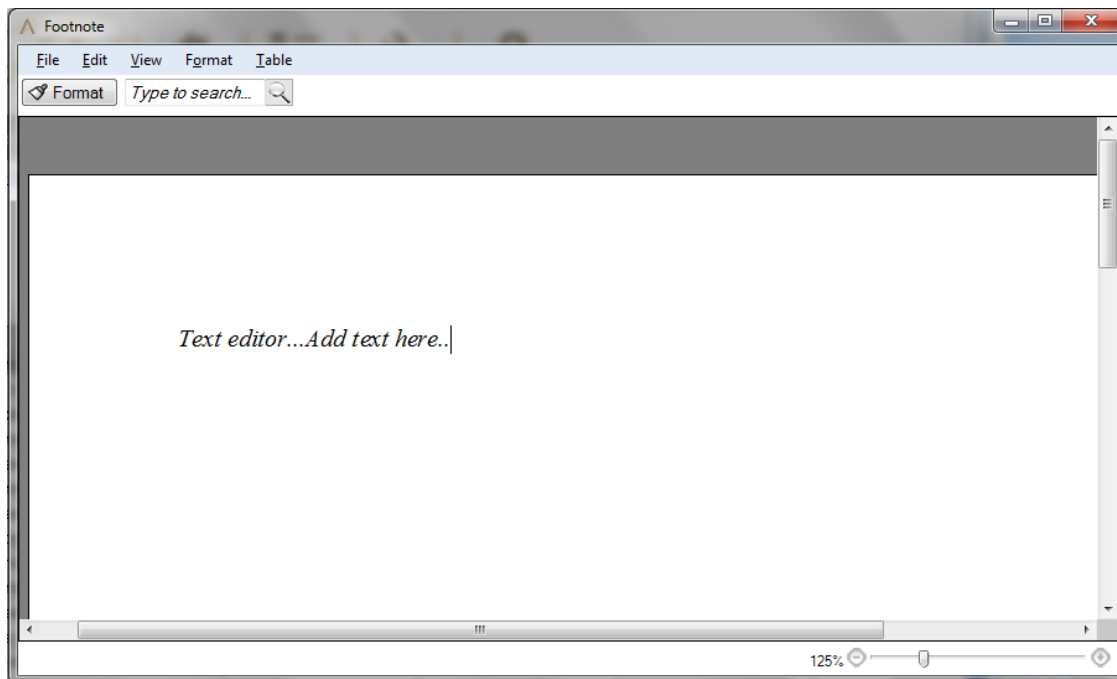 Footnote
File Edit View Format Table
Format Type to search...
Text editor...Add text here..
125%